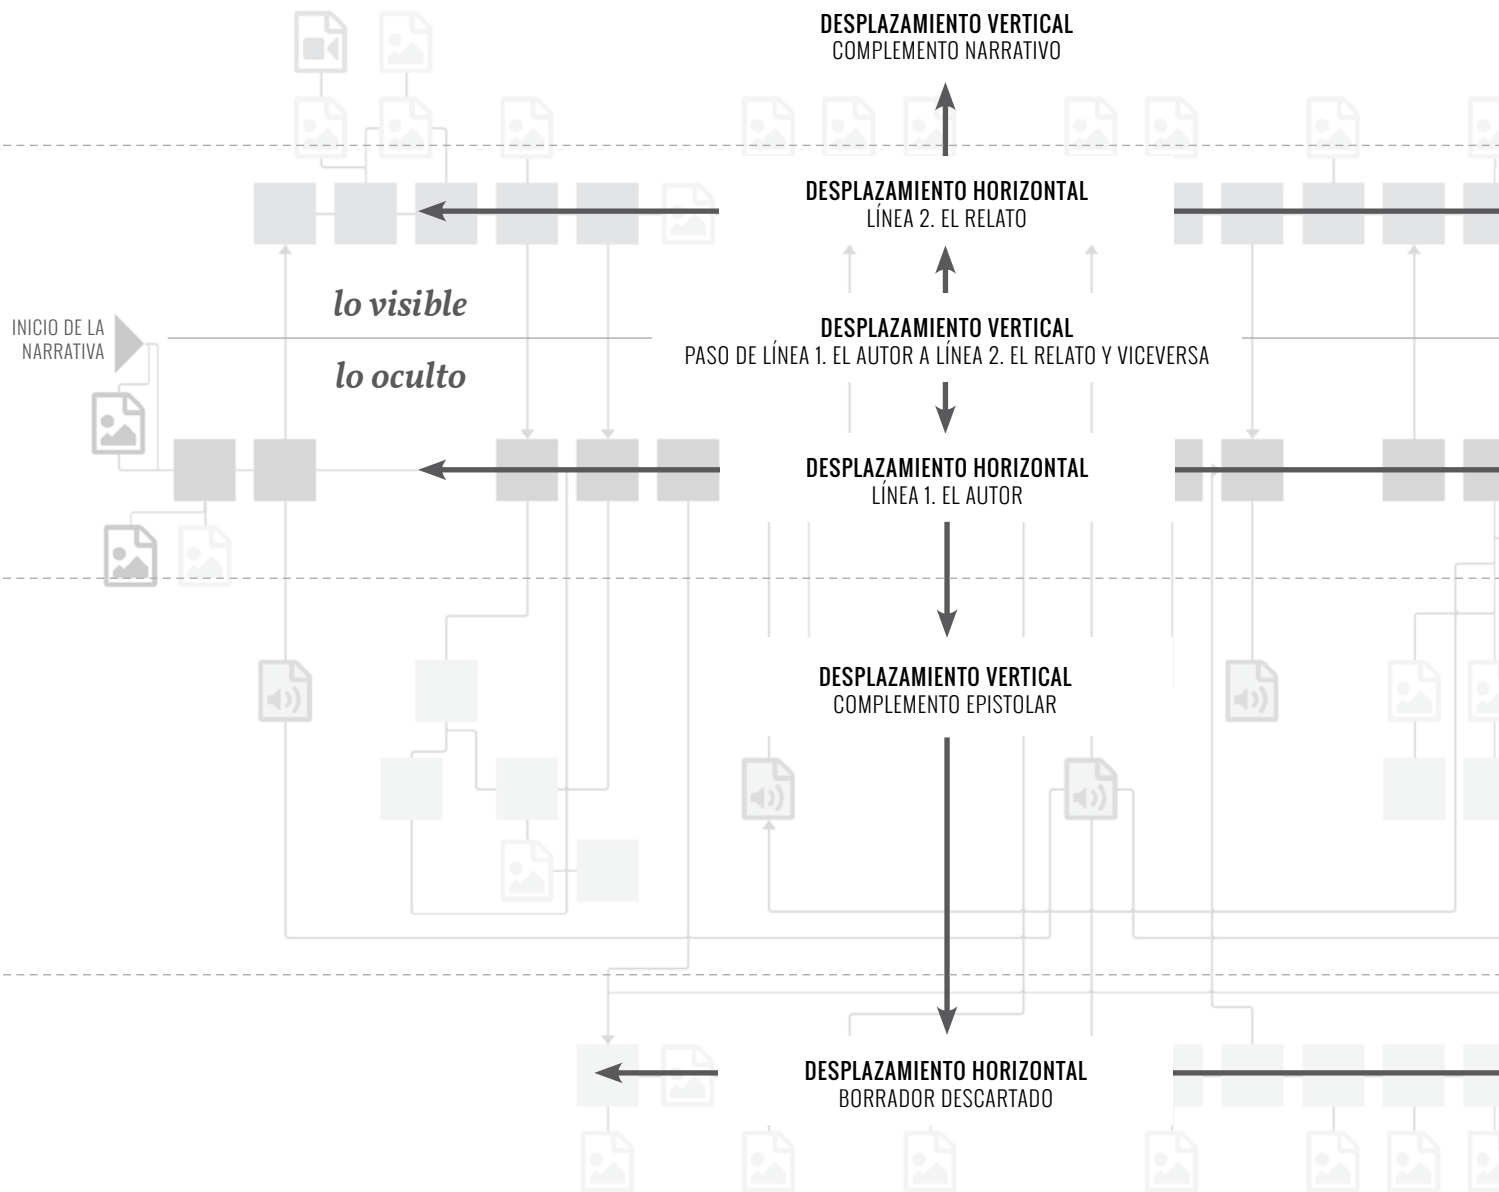 DESPLAZAMIENTO VERTICAL
COMPLEMENTO NARRATIVO
DESPLAZAMIENTO HORIZONTAL
LÍNEA 2. EL RELATO
lo visible
INICIO DE LA
NARRATIVA
DESPLAZAMIENTO VERTICAL
PASO DE LÍNEA 1. EL AUTOR A LÍNEA 2. EL RELATO Y VICEVERSA
lo oculto
DESPLAZAMIENTO HORIZONTAL
LÍNEA 1. EL AUTOR
DESPLAZAMIENTO VERTICAL
COMPLEMENTO EPISTOLAR
DESPLAZAMIENTO HORIZONTAL
BORRADOR DESCARTADO